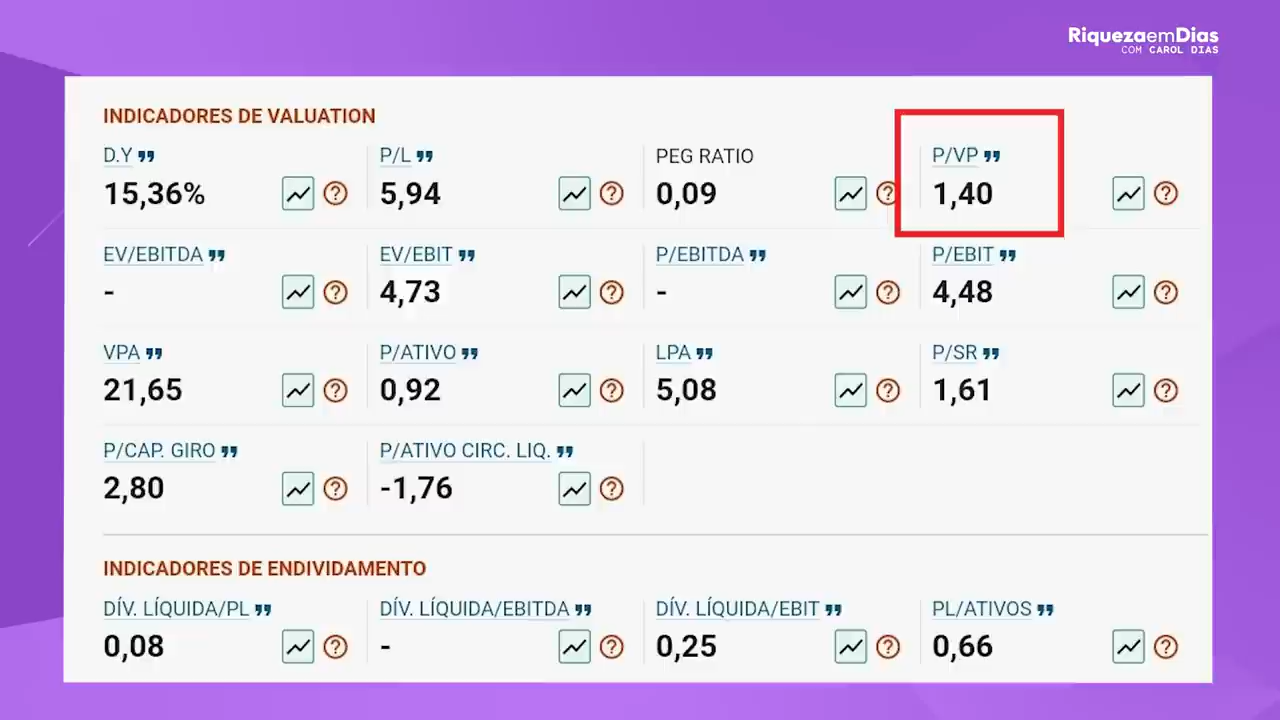 RiquezaemDias
COM CAROL DIAS
INDICADORES DE VALUATION
D.Y P/L PEG RATIO P/VP
15,36% 5,94 0,09 1,40
EV/EBITDA EV/EBIT P/EBITDA P/EBIT
- 4,73 - 4,48
VPA P/ATIVO LPA P/SR
21,65 0,92 5,08 1,61
P/CAP. GIRO P/ATIVO CIRC. LIQ.
2,80 -1,76
INDICADORES DE ENDIVIDAMENTO
DÍV. LÍQUIDA/PL DÍV. LÍQUIDA/EBITDA DÍV. LÍQUIDA/EBIT PL/ATIVOS
0,08 - 0,25 0,66